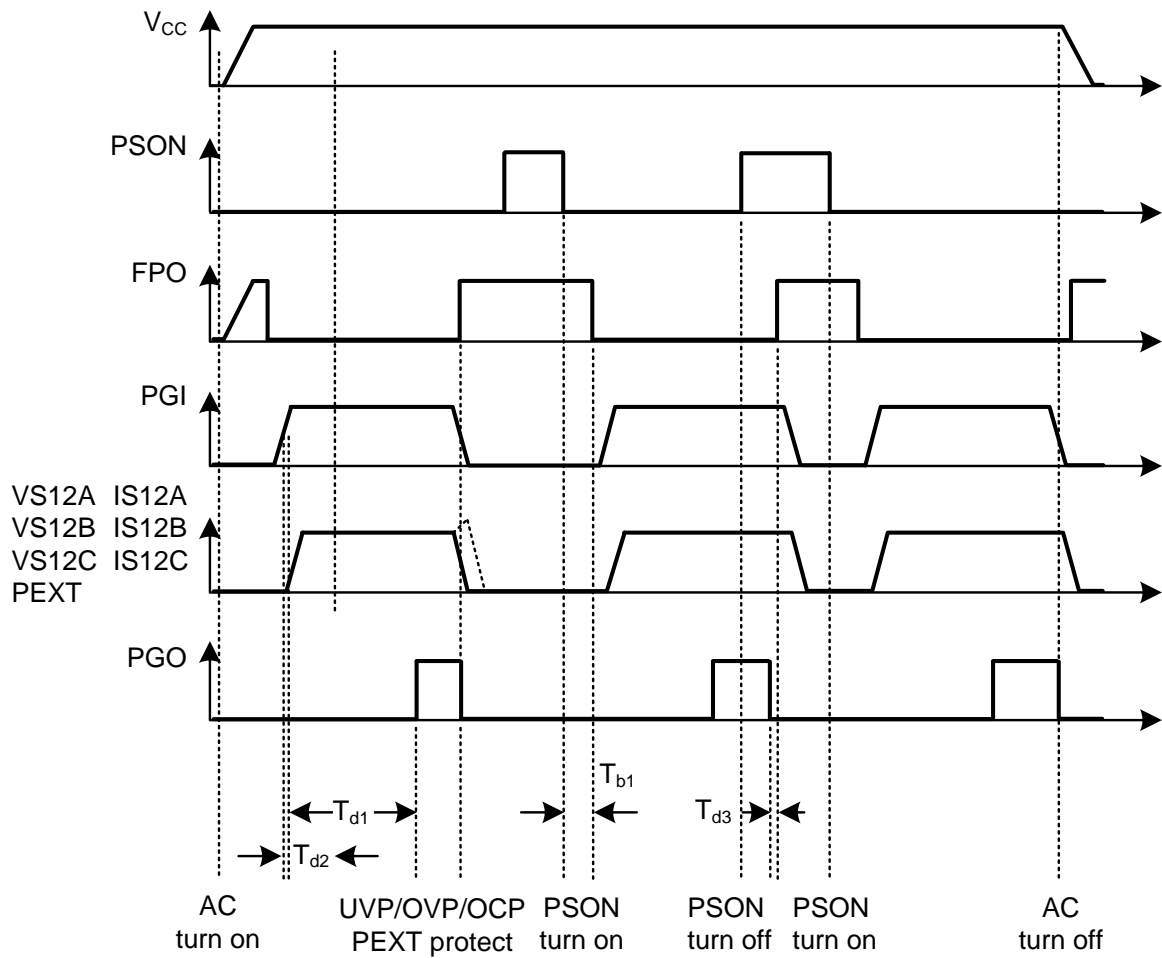 VCC
PSON
FPO
PGI
VS12A IS12A
VS12B IS12B
VS12C IS12C
PEXT
PGO
Tb1
Td1
Td3
Td2
AC
turn on
UVP/OVP/OCP
PEXT protect
PSON
turn on
PSON
turn off
PSON
turn on
AC
turn off